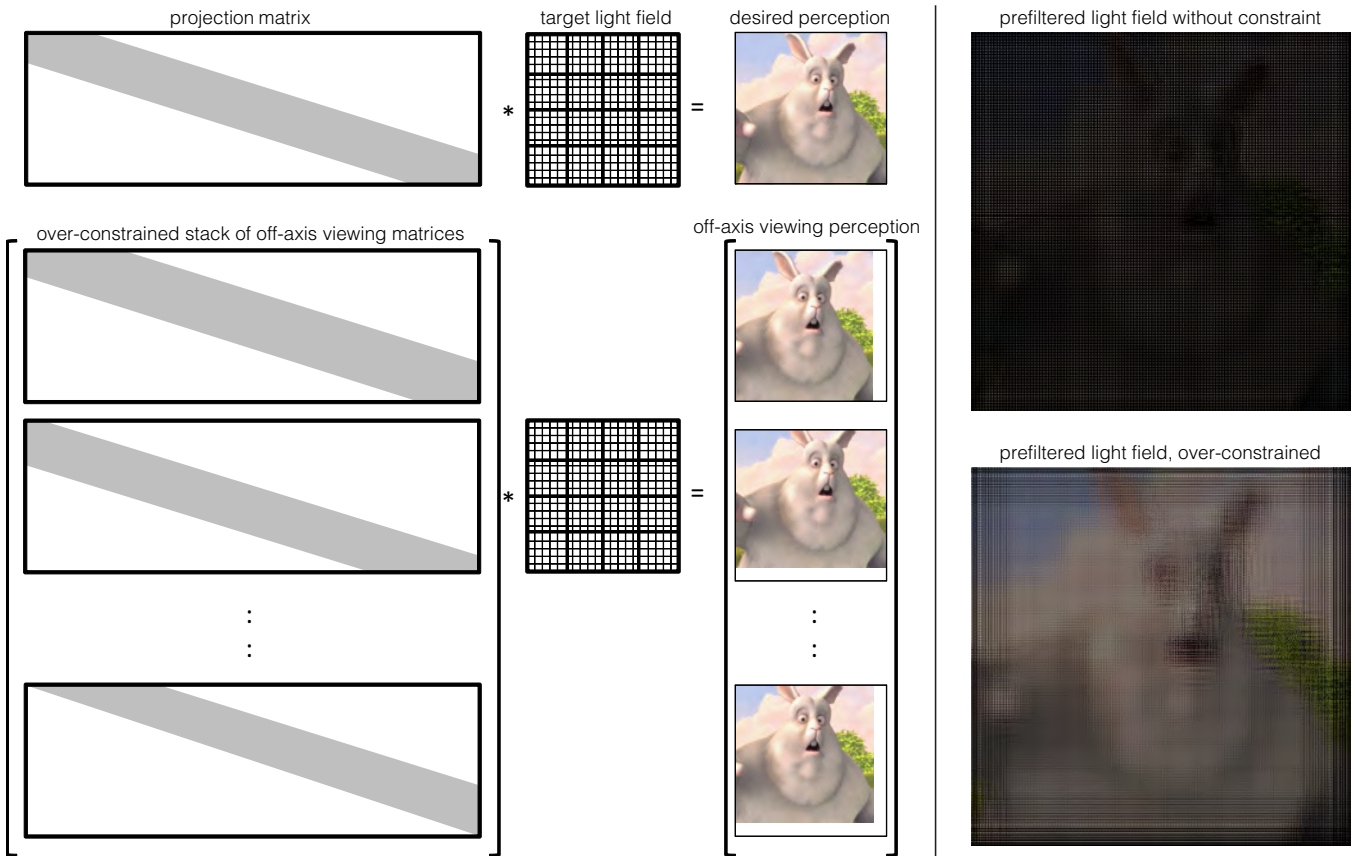 projection matrix
target light field
desired perception
prefiltered light field without constraint
*
=
over-constrained stack of off-axis viewing matrices
off-axis viewing perception
*
=
prefiltered light field, over-constrained